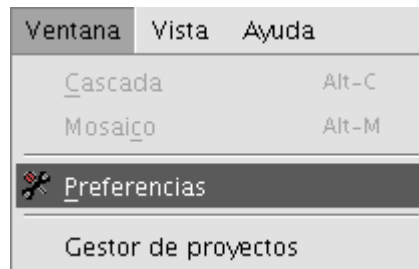 Ventana Vista Ayuda
Cascada Alt-C
Mosaico Alt-M
Preferencias
Gestor de proyectos